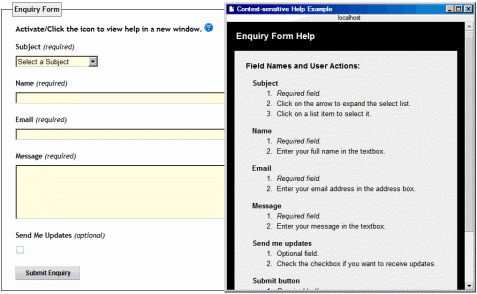 Enquiry Form
Activate/Click the icon to view help in a new window.
Subject (required)
Select a Subject
Name (required)
Email (required)
Message (required)
Send Me Updates (optional)
Submit Enquiry
Context-sensitive Help Example
localhost
Enquiry Form Help
Field Names and User Actions:
Subject
1. Required field.
2. Click on the arrow to expand the select list.
3. Click on a list item to select it.
Name
1. Required field.
2. Enter your full name in the textbox.
Email
1. Required field.
2. Enter your email address in the address box.
Message
1. Required field.
2. Enter your message in the textbox.
Send me updates
1. Optional field.
2. Check the checkbox if you want to receive updates.
Submit button